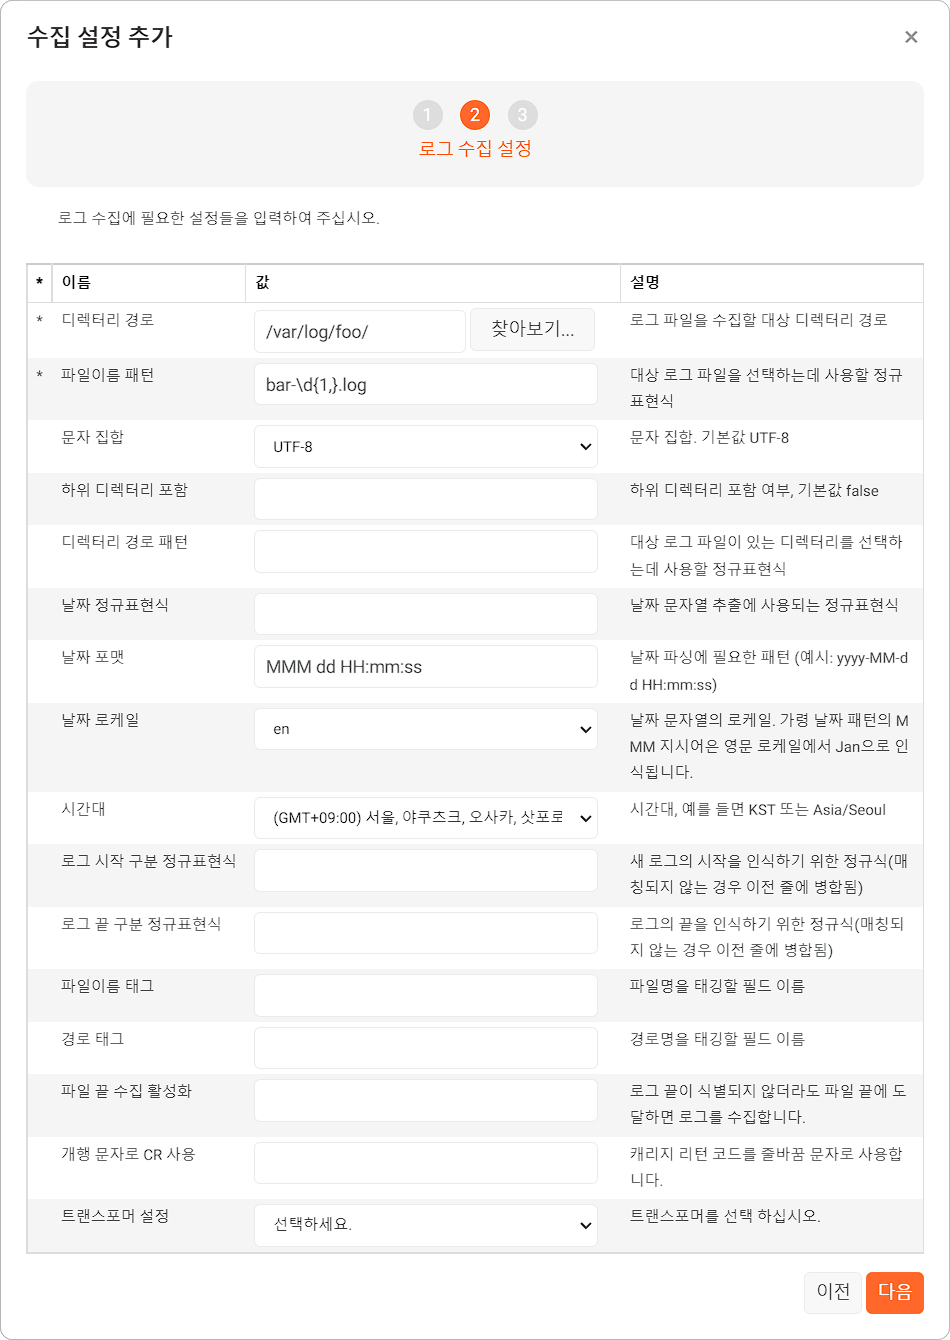 수집 설정 추가 ×
1 2 3
로그 수집 설정
로그 수집에 필요한 설정들을 입력하여 주십시오.
* 이름 값 설명
* 디렉터리 경로 /var/log/foo/ 찾아보기... 로그 파일을 수집할 대상 디렉터리 경로
* 파일이름 패턴 bar-\d{1,}.log 대상 로그 파일을 선택하는데 사용할 정규
표현식
문자 집합 UTF-8 문자 집합. 기본값 UTF-8
하위 디렉터리 포함 하위 디렉터리 포함 여부, 기본값 false
디렉터리 경로 패턴 대상 로그 파일이 있는 디렉터리를 선택하
는데 사용할 정규표현식
날짜 정규표현식 날짜 문자열 추출에 사용되는 정규표현식
날짜 포맷 MMM dd HH:mm:ss 날짜 파싱에 필요한 패턴 (예시: yyyy-MM-d
d HH:mm:ss)
날짜 로케일 en 날짜 문자열의 로케일. 가령 날짜 패턴의 M
MM 지시어은 영문 로케일에서 Jan으로 인
식됩니다.
시간대 (GMT+09:00) 서울, 야쿠츠크, 오사카, 삿포로 시간대, 예를 들면 KST 또는 Asia/Seoul
로그 시작 구분 정규표현식 새 로그의 시작을 인식하기 위한 정규식(매
칭되지 않는 경우 이전 줄에 병합됨)
로그 끝 구분 정규표현식 로그의 끝을 인식하기 위한 정규식(매칭되
지 않는 경우 이전 줄에 병합됨)
파일이름 태그 파일명을 태깅할 필드 이름
경로 태그 경로명을 태깅할 필드 이름
파일 끝 수집 활성화 로그 끝이 식별되지 않더라도 파일 끝에 도
달하면 로그를 수집합니다.
개행 문자로 CR 사용 캐리지 리턴 코드를 줄바꿈 문자로 사용합
니다.
트랜스포머 설정 선택하세요. 트랜스포머를 선택 하십시오.
이전 다음